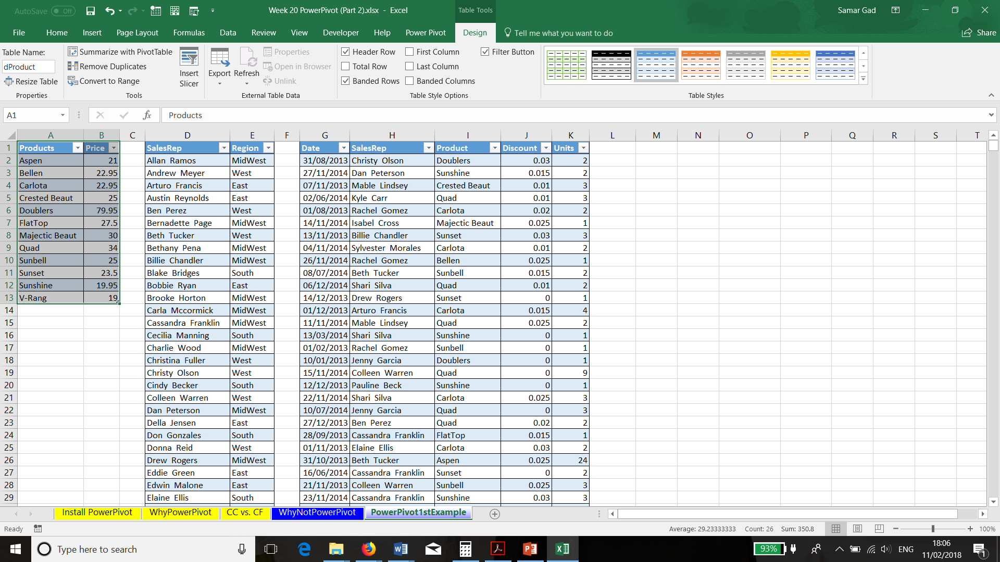 AutoSave Off
Week 20 PowerPivot (Part 2).xlsx - Excel
Table Tools
Samar Gad
File Home Insert Page Layout Formulas Data Review View Developer Help Power Pivot Design Tell me what you want to do Share
Table Name:
dProduct
Resize Table
Properties
Summarize with PivotTable
Remove Duplicates
Convert to Range
Tools
Insert Slicer
Export
Refresh
Properties
Open in Browser
Unlink
External Table Data
Header Row First Column Filter Button
Total Row Last Column
Banded Rows Banded Columns
Table Style Options
Table Styles
A1 fx Products
A B C D E F G H I J K L M N O P Q R S T
1 Products Price SalesRep Region Date SalesRep Product Discount Units
2 Aspen 21 Allan Ramos MidWest 31/08/2013 Christy Olson Doublers 0.03 2
3 Bellen 22.95 Andrew Meyer West 27/11/2014 Dan Peterson Sunshine 0.015 2
4 Carlota 22.95 Arturo Francis East 07/11/2013 Mable Lindsey Crested Beaut 0.01 3
5 Crested Beaut 25 Austin Reynolds East 02/06/2014 Kyle Carr Quad 0.01 3
6 Doublers 79.95 Ben Perez West 01/08/2013 Rachel Gomez Carlota 0.02 2
7 FlatTop 27.5 Bernadette Page MidWest 14/11/2014 Isabel Cross Majectic Beaut 0.025 1
8 Majectic Beaut 30 Beth Tucker West 13/11/2013 Billie Chandler Sunset 0.03 3
9 Quad 34 Bethany Pena MidWest 04/11/2014 Sylvester Morales Carlota 0.01 2
10 Sunbell 25 Billie Chandler MidWest 26/11/2014 Rachel Gomez Bellen 0.025 1
11 Sunset 23.5 Blake Bridges South 08/07/2014 Beth Tucker Sunbell 0.015 2
12 Sunshine 19.95 Bobbie Ryan East 06/12/2014 Shari Silva Quad 0.01 2
13 V-Rang 19 Brooke Horton MidWest 14/12/2013 Drew Rogers Sunset 0 1
14 Carla Mccormick MidWest 01/12/2013 Arturo Francis Carlota 0.015 4
15 Cassandra Franklin MidWest 11/11/2014 Mable Lindsey Quad 0.025 2
16 Cecilia Manning South 13/03/2014 Shari Silva Sunshine 0 1
17 Charlie Wood MidWest 01/02/2013 Rachel Gomez Sunbell 0 1
18 Christina Fuller West 10/01/2013 Jenny Garcia Doublers 0 1
19 Christy Olson West 15/11/2014 Colleen Warren Quad 0 9
20 Cindy Becker South 12/12/2013 Pauline Beck Sunshine 0 1
21 Colleen Warren West 22/11/2014 Shari Silva Carlota 0.025 3
22 Dan Peterson MidWest 10/07/2014 Jenny Garcia Quad 0 3
23 Della Jensen East 27/12/2013 Ben Perez Quad 0.02 2
24 Don Gonzales South 28/09/2013 Cassandra Franklin FlatTop 0.015 1
25 Donna Reid West 01/11/2013 Elaine Ellis Carlota 0.03 2
26 Drew Rogers MidWest 31/10/2013 Beth Tucker Aspen 0.025 24
27 Eddie Green East 16/06/2014 Cassandra Franklin Sunset 0 2
28 Edwin Malone East 21/11/2013 Colleen Warren Sunbell 0.025 3
29 Elaine Ellis South 23/11/2014 Cassandra Franklin Sunshine 0.03 3
Install PowerPivot WhyPowerPivot CC vs. CF WhyNotPowerPivot PowerPivot1stExample
Ready Average: 29.23333333 Count: 26 Sum: 350.8 100%
Type here to search 93% ENG 18:06
11/02/2018 1